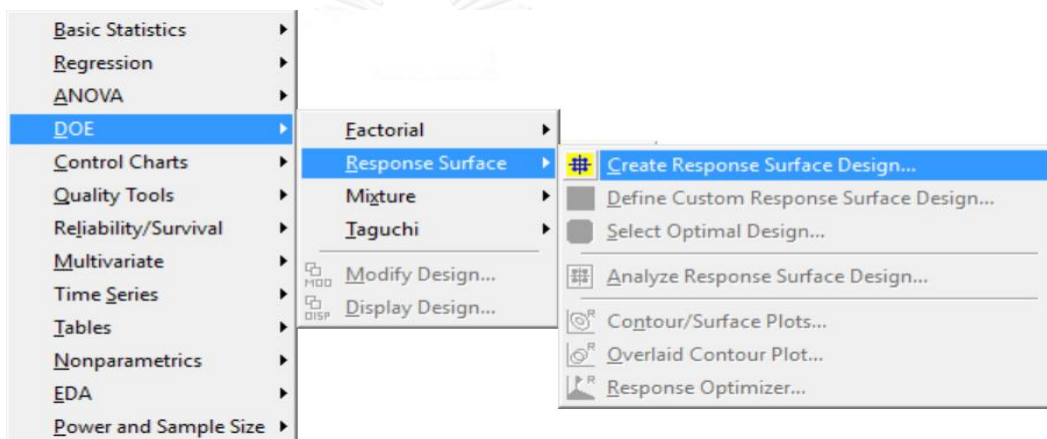 Basic Statistics
Regression
ANOVA
DOE
Control Charts
Quality Tools
Reliability/Survival
Multivariate
Time Series
Tables
Nonparametrics
EDA
Power and Sample Size
Factorial
Response Surface
Mixture
Taguchi
MOD Modify Design...
DISP Display Design...
Create Response Surface Design...
Define Custom Response Surface Design...
Select Optimal Design...
Analyze Response Surface Design...
R Contour/Surface Plots...
R Overlaid Contour Plot...
R Response Optimizer...